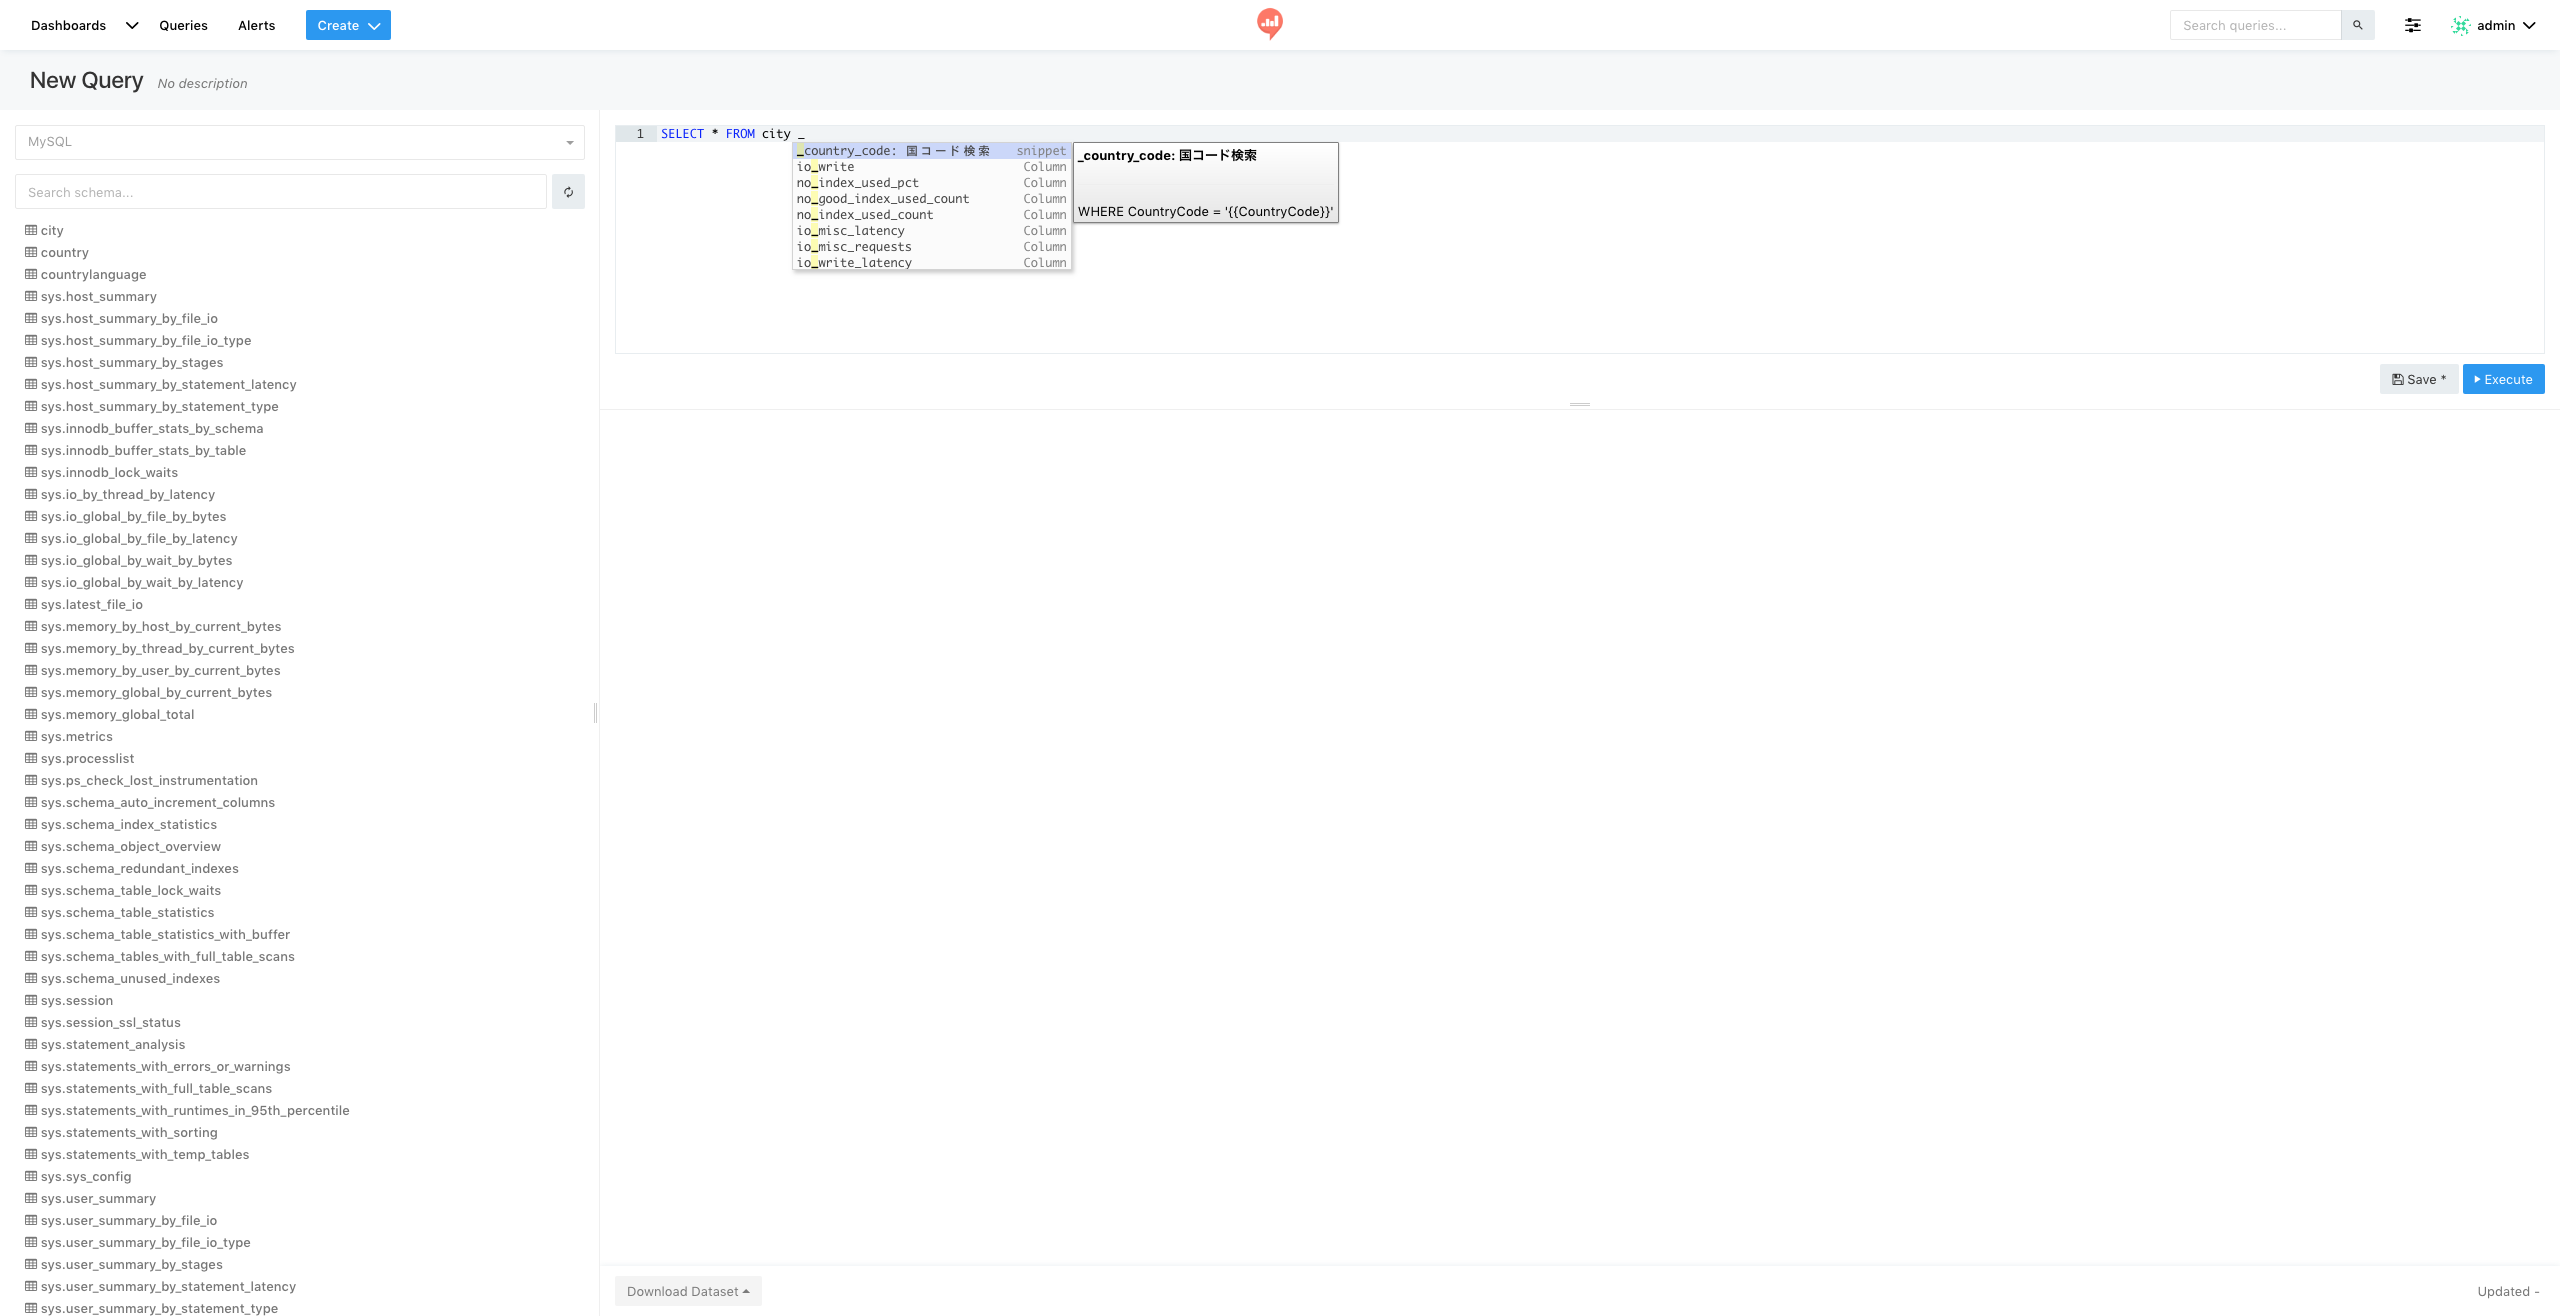 Dashboards Queries Alerts Create Search queries... admin
New Query No description
MySQL
Search schema...
city
country
countrylanguage
sys.host_summary
sys.host_summary_by_file_io
sys.host_summary_by_file_io_type
sys.host_summary_by_stages
sys.host_summary_by_statement_latency
sys.host_summary_by_statement_type
sys.innodb_buffer_stats_by_schema
sys.innodb_buffer_stats_by_table
sys.innodb_lock_waits
sys.io_by_thread_by_latency
sys.io_global_by_file_by_bytes
sys.io_global_by_file_by_latency
sys.io_global_by_wait_by_bytes
sys.io_global_by_wait_by_latency
sys.latest_file_io
sys.memory_by_host_by_current_bytes
sys.memory_by_thread_by_current_bytes
sys.memory_by_user_by_current_bytes
sys.memory_global_by_current_bytes
sys.memory_global_total
sys.metrics
sys.processlist
sys.ps_check_lost_instrumentation
sys.schema_auto_increment_columns
sys.schema_index_statistics
sys.schema_object_overview
sys.schema_redundant_indexes
sys.schema_table_lock_waits
sys.schema_table_statistics
sys.schema_table_statistics_with_buffer
sys.schema_tables_with_full_table_scans
sys.schema_unused_indexes
sys.session
sys.session_ssl_status
sys.statement_analysis
sys.statements_with_errors_or_warnings
sys.statements_with_full_table_scans
sys.statements_with_runtimes_in_95th_percentile
sys.statements_with_sorting
sys.statements_with_temp_tables
sys.sys_config
sys.user_summary
sys.user_summary_by_file_io
sys.user_summary_by_file_io_type
sys.user_summary_by_stages
sys.user_summary_by_statement_latency
sys.user_summary_by_statement_type
1 SELECT * FROM city _
_country_code: 国コード検索 snippet
io_write Column
no_index_used_pct Column
no_good_index_used_count Column
no_index_used_count Column
io_misc_latency Column
io_misc_requests Column
io_write_latency Column
_country_code: 国コード検索
WHERE CountryCode = '{{CountryCode}}'
Save * Execute
Download Dataset Updated -